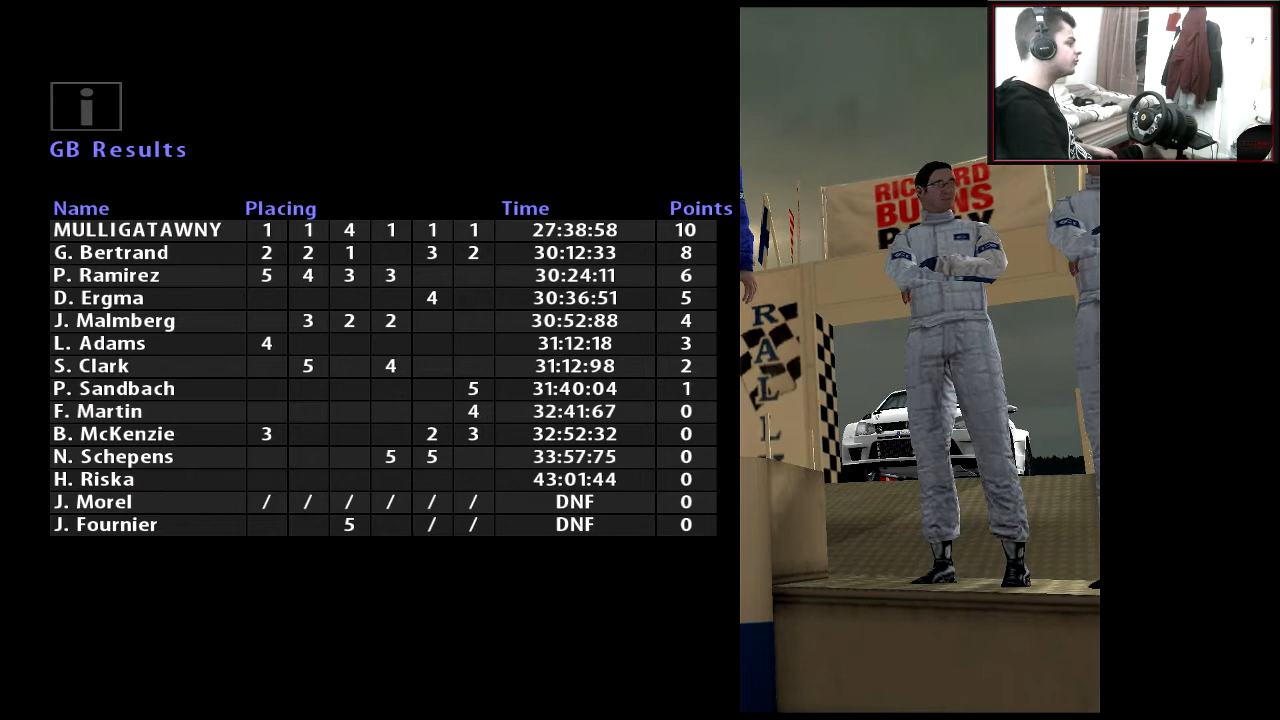 GB Results
Name Placing Time Points
MULLIGATAWNY 1 1 4 1 1 1 27:38:58 10
G. Bertrand 2 2 1 3 2 30:12:33 8
P. Ramirez 5 4 3 3 30:24:11 6
D. Ergma 4 30:36:51 5
J. Malmberg 3 2 2 30:52:88 4
L. Adams 4 31:12:18 3
S. Clark 5 4 31:12:98 2
P. Sandbach 5 31:40:04 1
F. Martin 4 32:41:67 0
B. McKenzie 3 2 3 32:52:32 0
N. Schepens 5 5 33:57:75 0
H. Riska 43:01:44 0
J. Morel / / / / / / DNF 0
J. Fournier 5 / / DNF 0
RICHARD
BURNS
RALLY
RALL